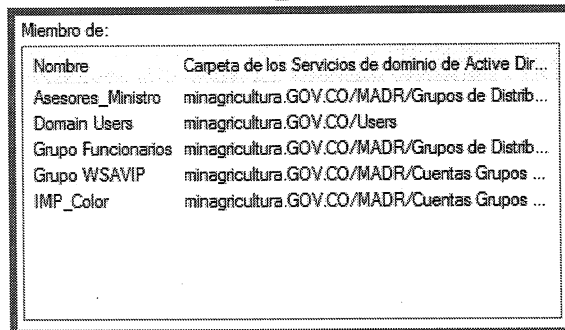 Miembro de:
Nombre Carpeta de los Servicios de dominio de Active Dir...
Asesores_Ministro minagricultura.GOV.CO/MADR/Grupos de Distrib...
Domain Users minagricultura.GOV.CO/Users
Grupo Funcionarios minagricultura.GOV.CO/MADR/Grupos de Distrib...
Grupo WSAVIP minagricultura.GOV.CO/MADR/Cuentas Grupos ...
IMP_Color minagricultura.GOV.CO/MADR/Cuentas Grupos ...